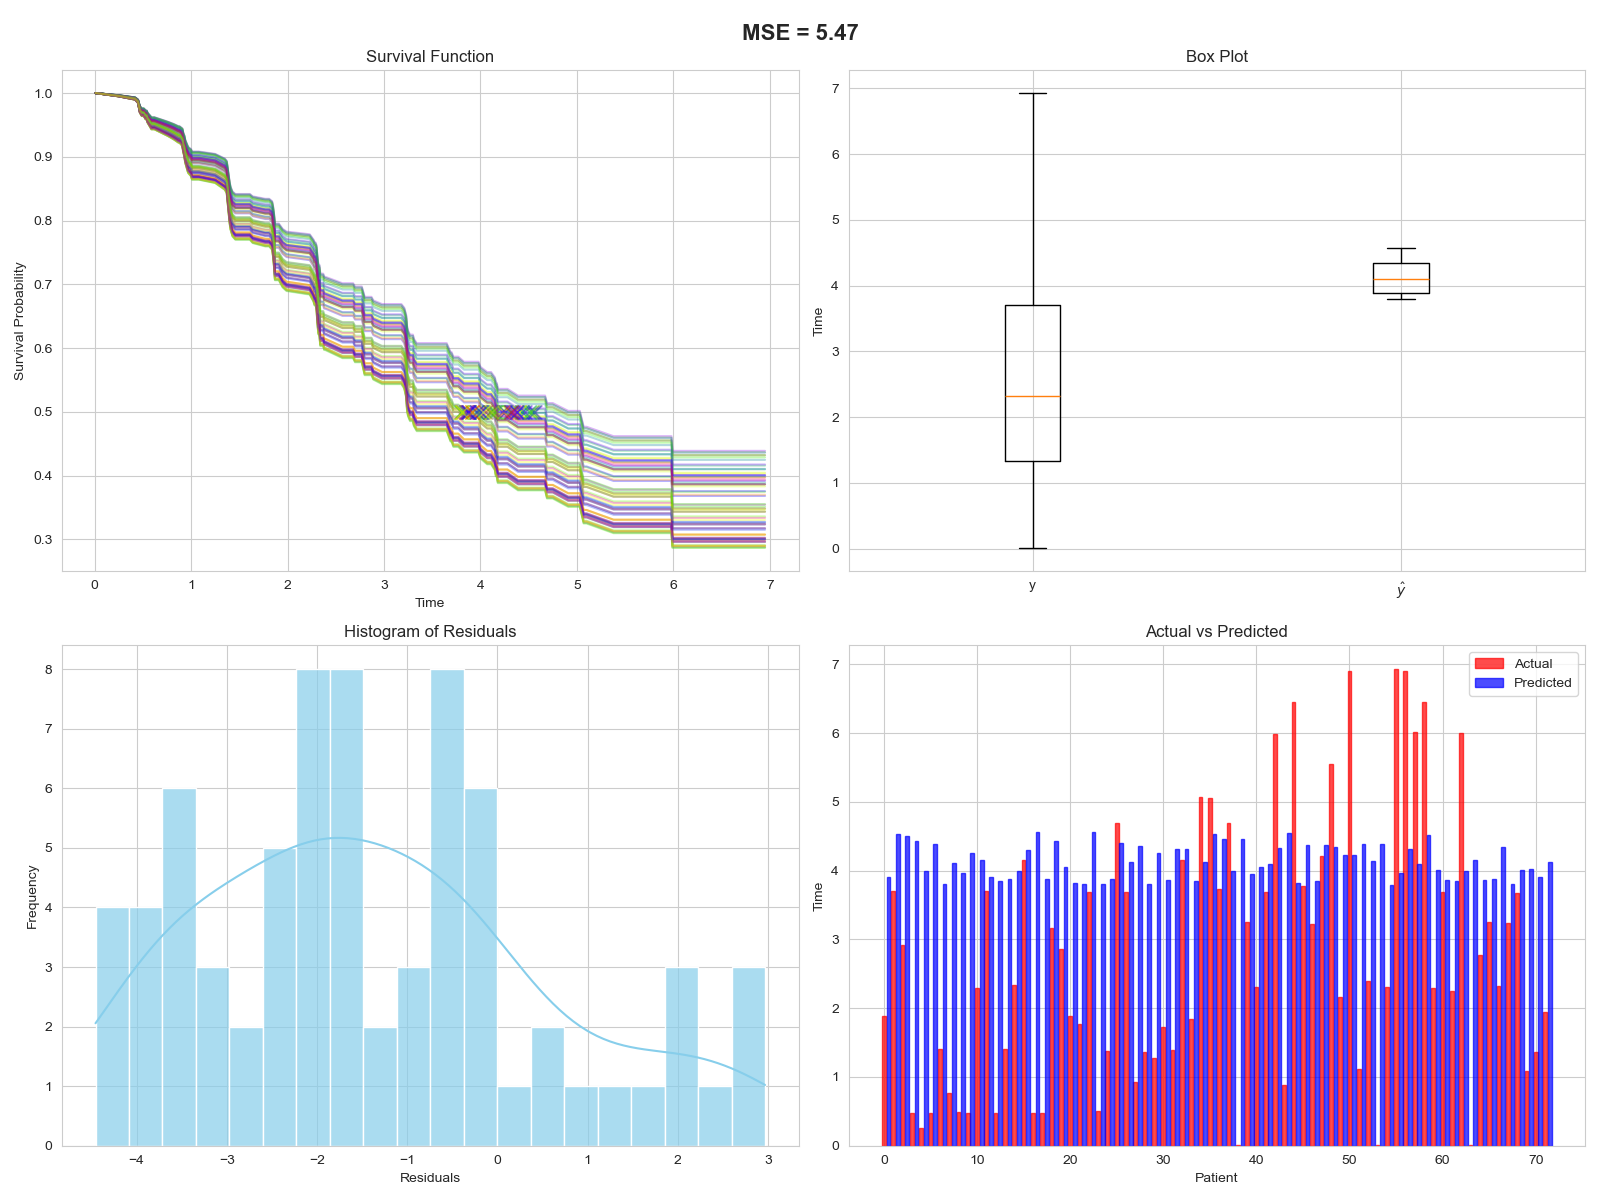 MSE = 5.47
Survival Function
Survival Probability
1.0
0.9
0.8
0.7
0.6
0.5
0.4
0.3
0 1 2 3 4 5 6 7
Time
Box Plot
Time
7
6
5
4
3
2
1
0
y ŷ
Histogram of Residuals
Frequency
8
7
6
5
4
3
2
1
0
−4 −3 −2 −1 0 1 2 3
Residuals
Actual vs Predicted
Actual
Predicted
Time
7
6
5
4
3
2
1
0
0 10 20 30 40 50 60 70
Patient